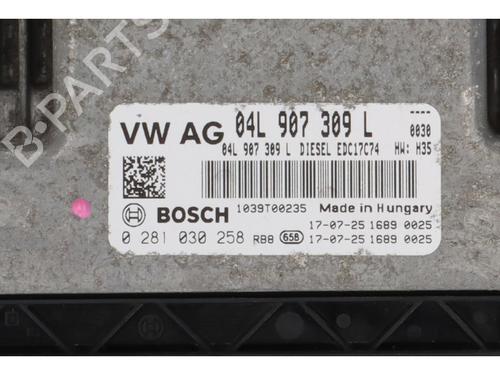 VW AG 04L 907 309 L
0030
04L 907 309 L DIESEL EDC17C74 HW: H35
BOSCH 1039T00235 Made in Hungary
17-07-25 1689 0025
0 281 030 258 RB8 658 17-07-25 1689 0025